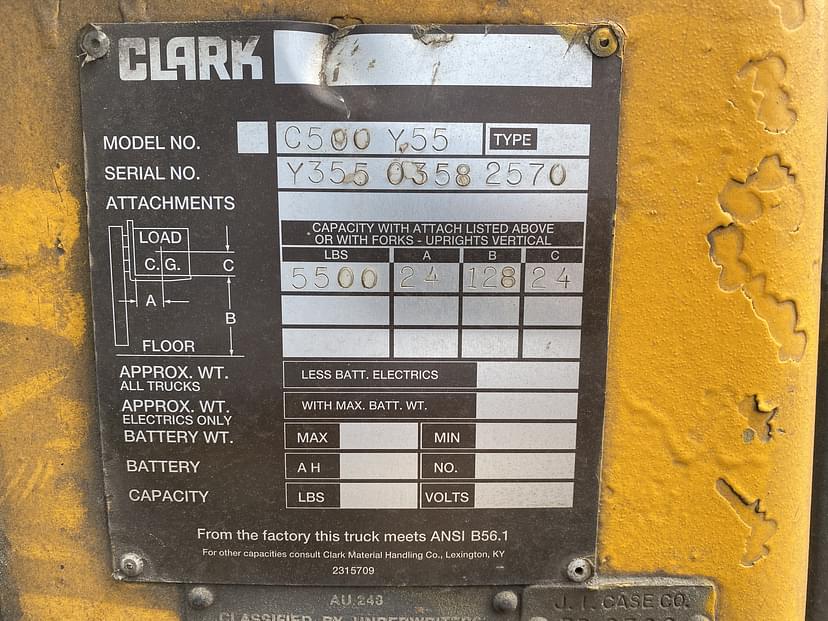 CLARK
MODEL NO. C500 Y55 TYPE
SERIAL NO. Y355 0358 2570
ATTACHMENTS
CAPACITY WITH ATTACH LISTED ABOVE
OR WITH FORKS - UPRIGHTS VERTICAL
LOAD
C.G.
C
A
B
FLOOR
LBS A B C
5500 24 128 24
APPROX. WT.
ALL TRUCKS
LESS BATT. ELECTRICS
APPROX. WT.
ELECTRICS ONLY
WITH MAX. BATT. WT.
BATTERY WT. MAX MIN
BATTERY A H NO.
CAPACITY LBS VOLTS
From the factory this truck meets ANSI B56.1
For other capacities consult Clark Material Handling Co., Lexington, KY
2315709
AU.248
CLASSIFIED BY UNDERWRITERS
J. I. CASE CO.